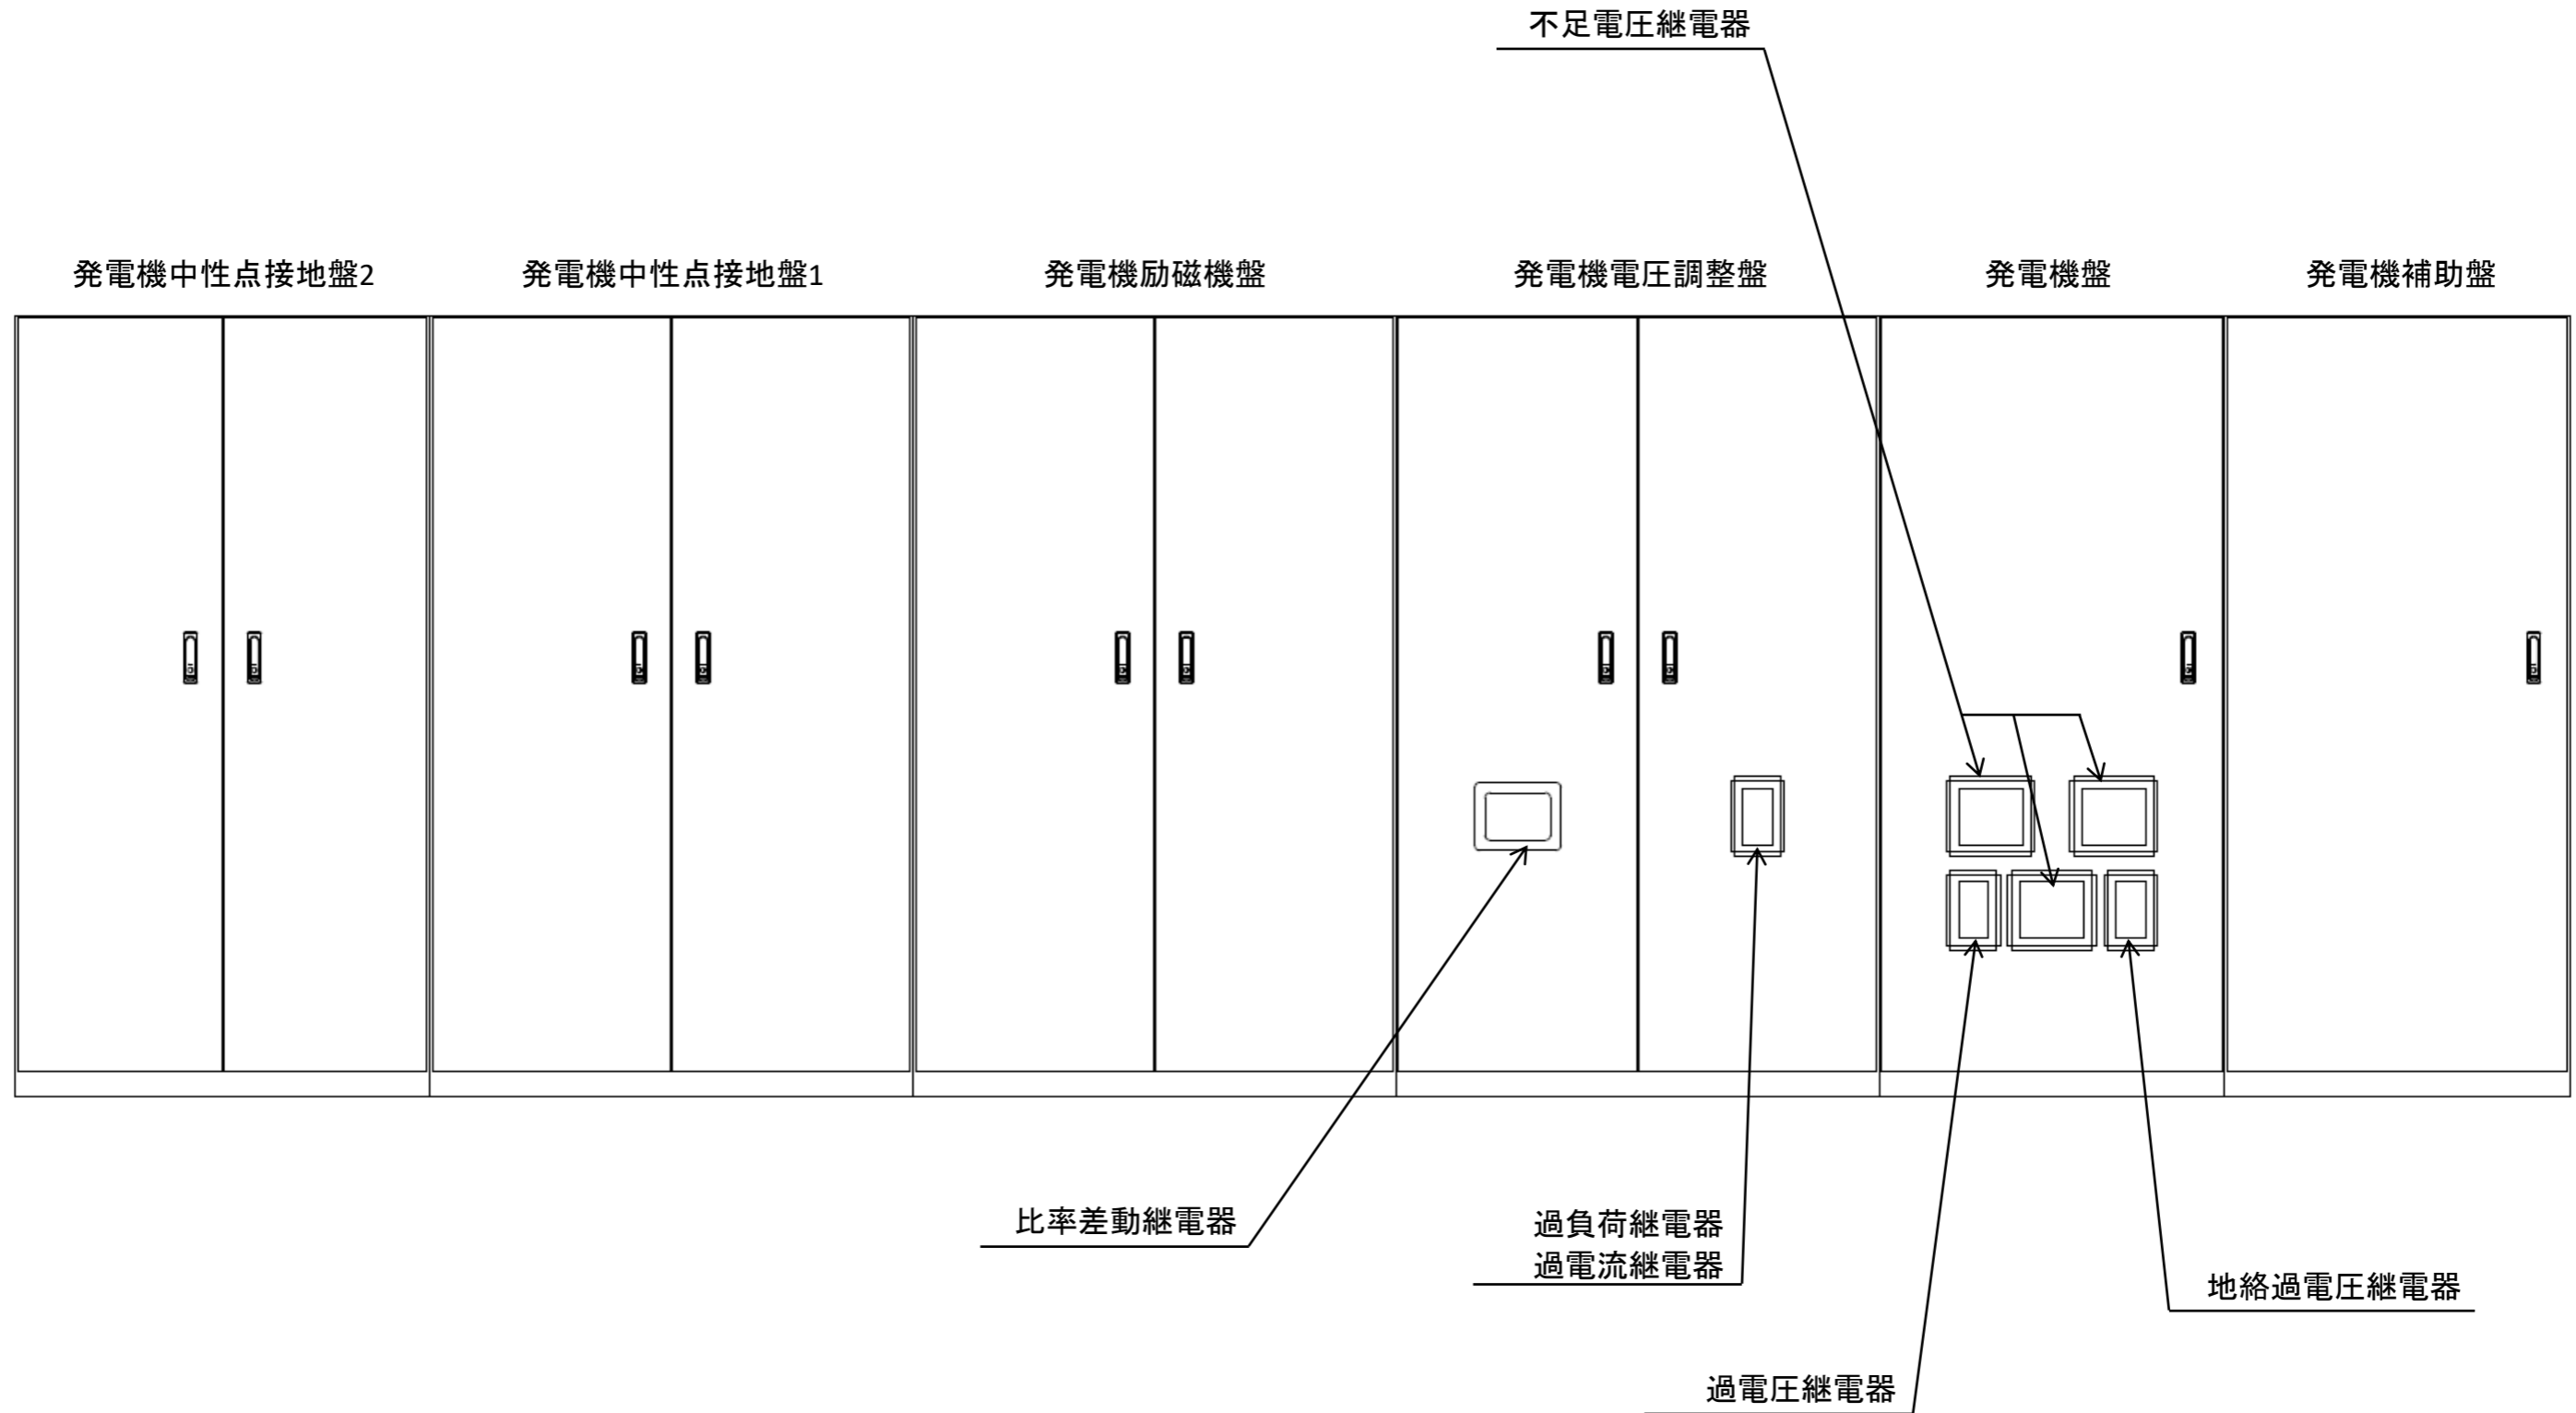 不足電圧継電器
発電機中性点接地盤2
発電機中性点接地盤1
発電機励磁機盤
発電機電圧調整盤
発電機盤
発電機補助盤
比率差動継電器
過負荷継電器
過電流継電器
地絡過電圧継電器
過電圧継電器